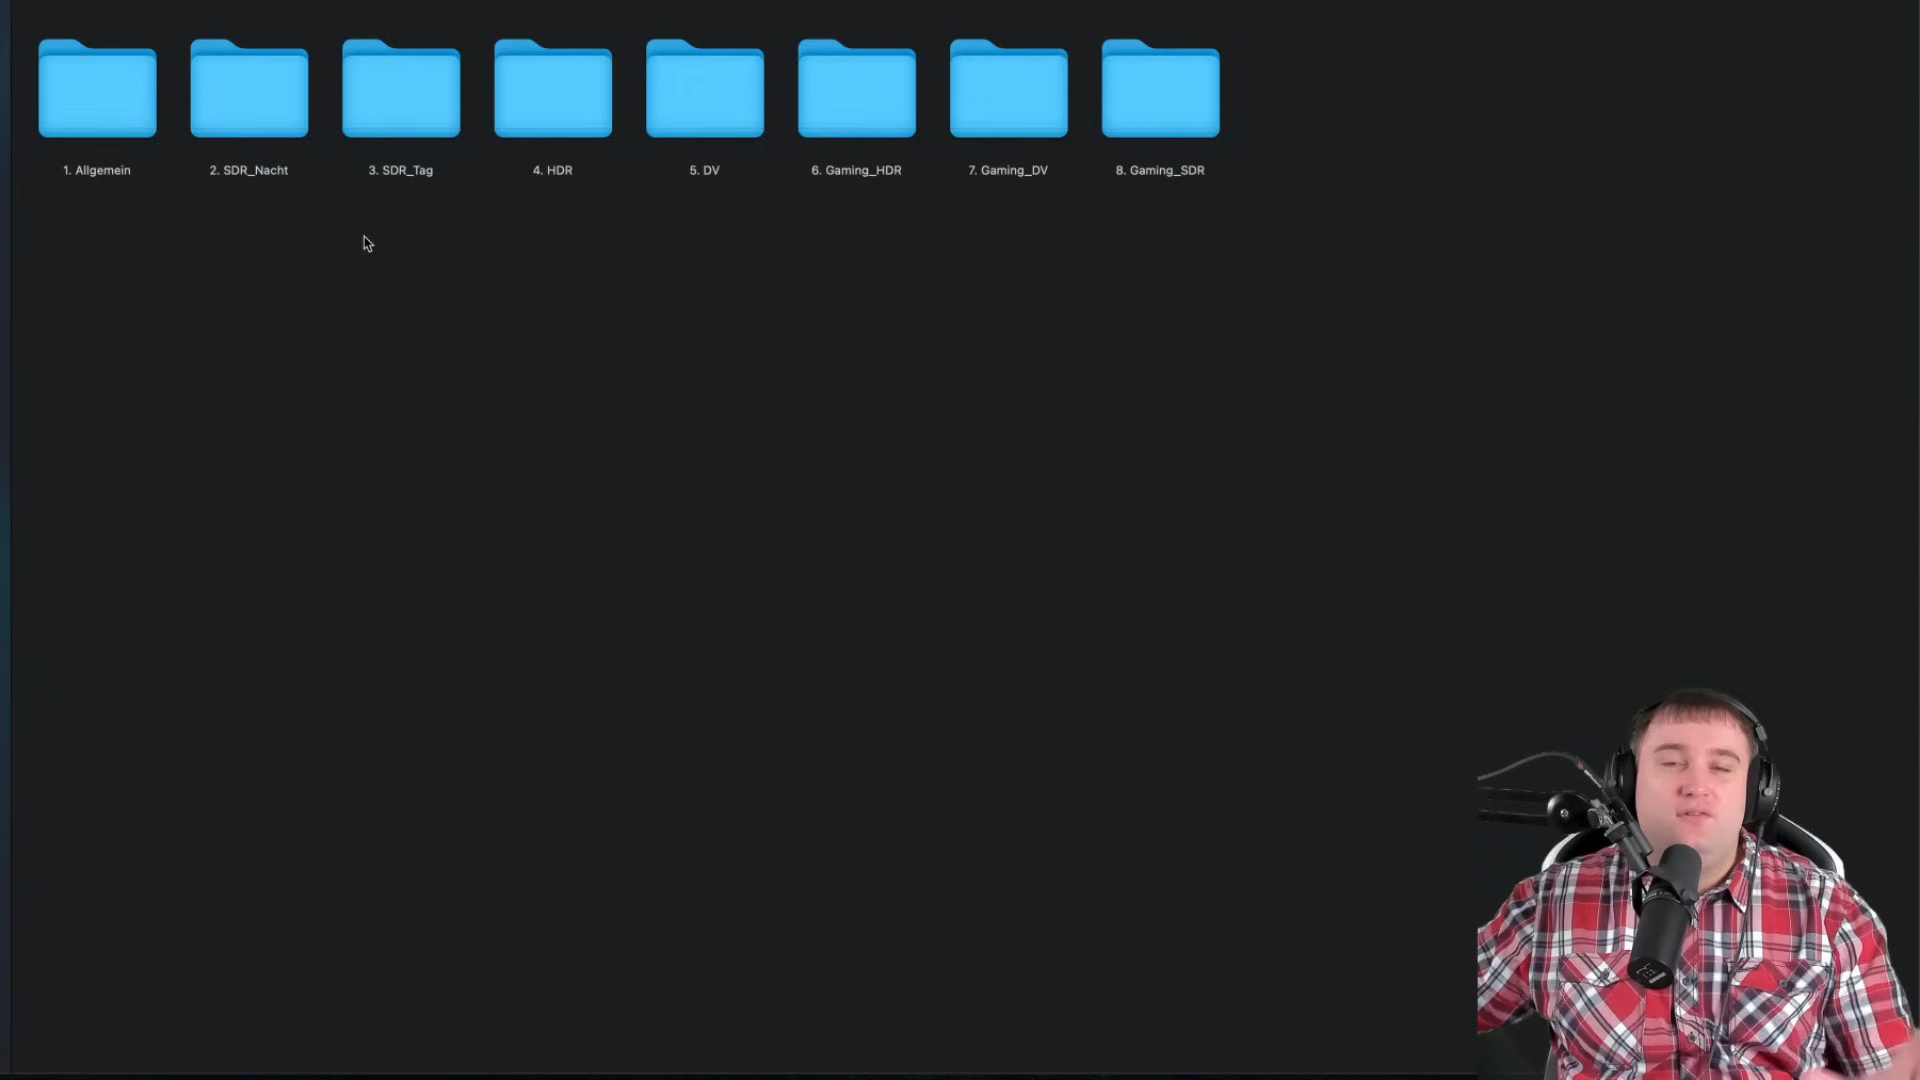 1. Allgemein
2. SDR_Nacht
3. SDR_Tag
4. HDR
5. DV
6. Gaming_HDR
7. Gaming_DV
8. Gaming_SDR